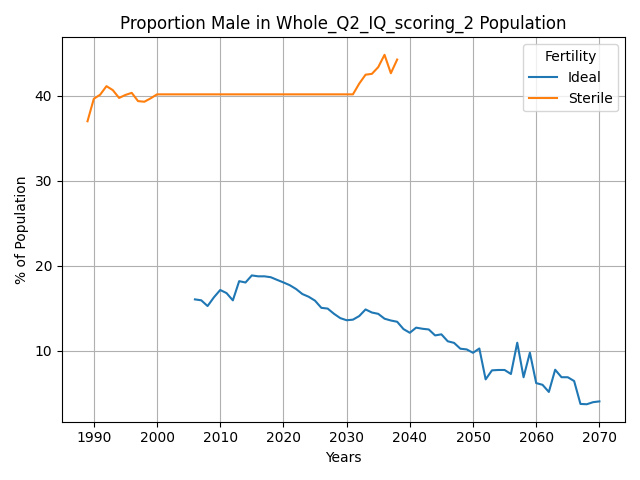 Proportion Male in Whole_Q2_IQ_scoring_2 Population
Fertility
Ideal
Sterile
% of Population
40
30
20
10
1990 2000 2010 2020 2030 2040 2050 2060 2070
Years